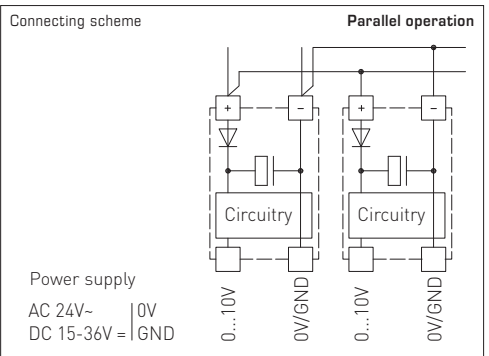 Connecting scheme
Parallel operation
+ − + −
Circuitry Circuitry
Power supply
AC 24V~ | 0V
DC 15-36V = | GND
0...10V
0V/GND
0...10V
0V/GND